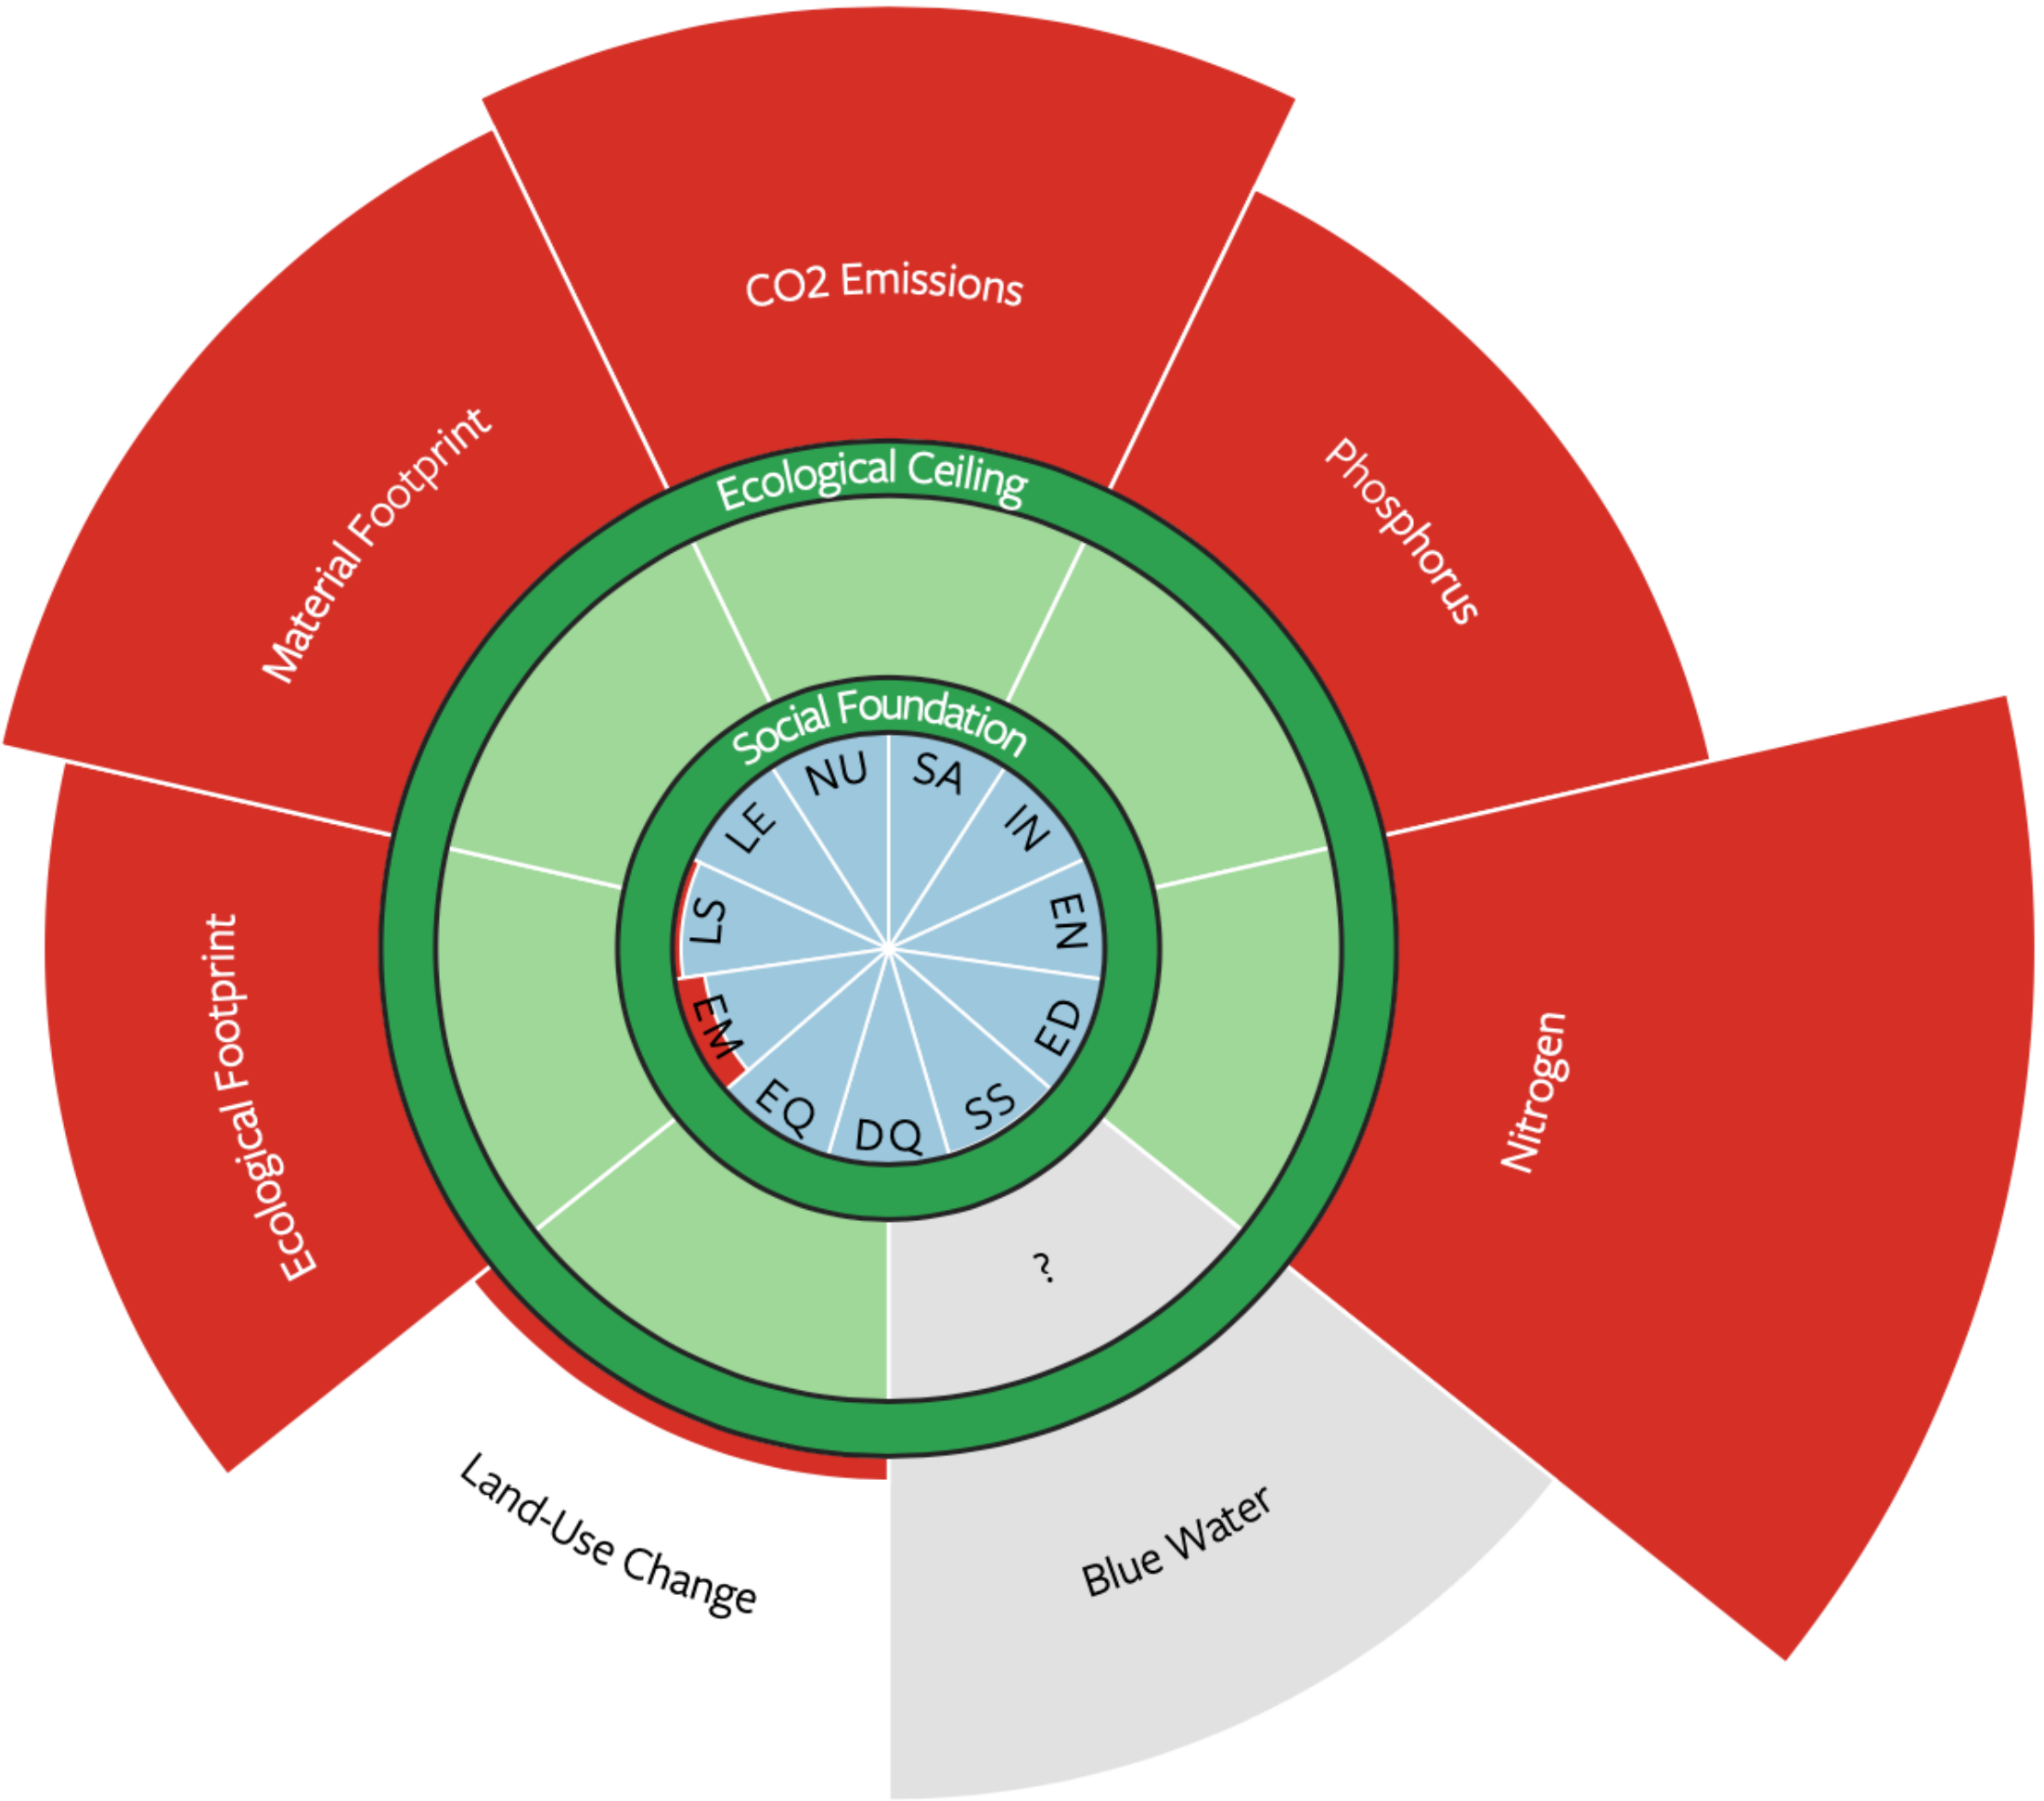 CO2 Emissions
Phosphorus
Nitrogen
Blue Water
Land-Use Change
Ecological Footprint
Material Footprint
Ecological Ceiling
Social Foundation
SA
IN
EN
ED
SS
DQ
EQ
EM
LS
LE
NU
?